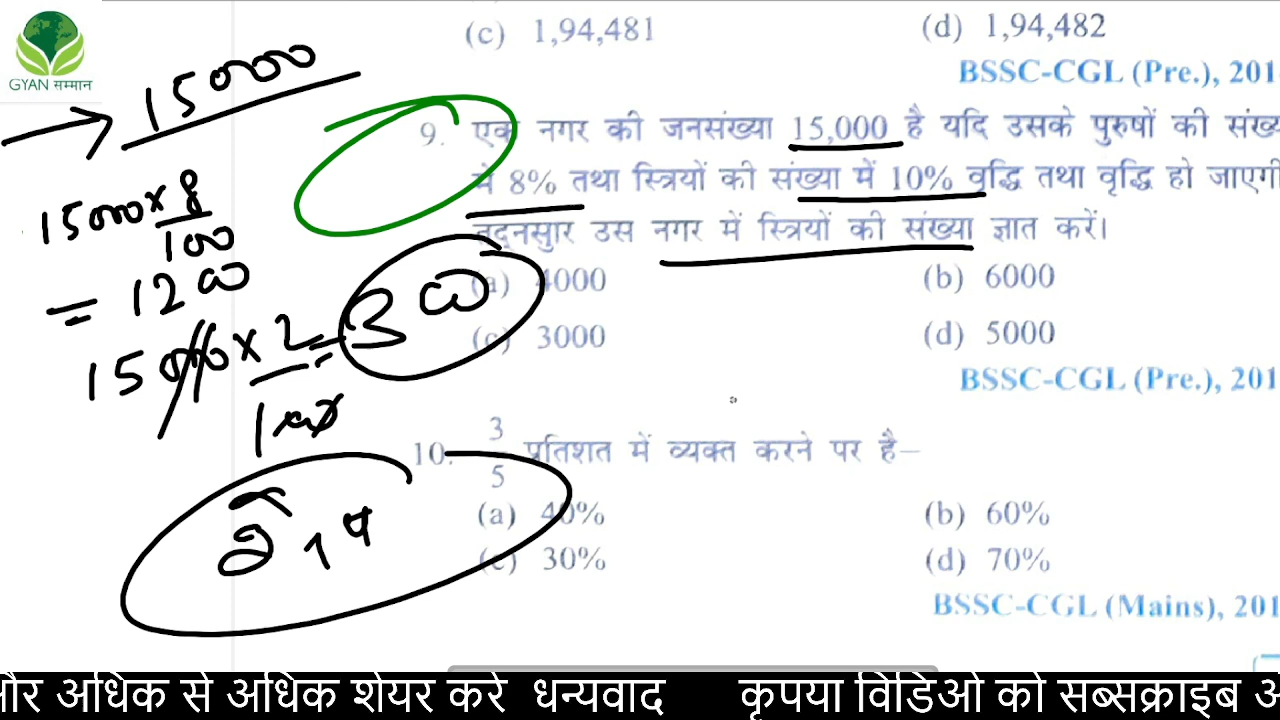 GYAN सम्मान
(c) 1,94,481 (d) 1,94,482
BSSC-CGL (Pre.), 201
9. एक नगर की जनसंख्या 15,000 है यदि उसके पुरुषों की संख्
में 8% तथा स्त्रियों की संख्या में 10% वृद्धि तथा वृद्धि हो जाएगी
तद्नसुार उस नगर में स्त्रियों की संख्या ज्ञात करें।
(a) 4000 (b) 6000
(c) 3000 (d) 5000
BSSC-CGL (Pre.), 201
10. 3/5 प्रतिशत में व्यक्त करने पर है–
(a) 40% (b) 60%
(c) 30% (d) 70%
BSSC-CGL (Mains), 201
15000
15000 × 8
100
= 1200
15000 × 2 = 300
100
और अधिक से अधिक शेयर करें धन्यवाद कृपया विडिओ को सब्सक्राइब अ